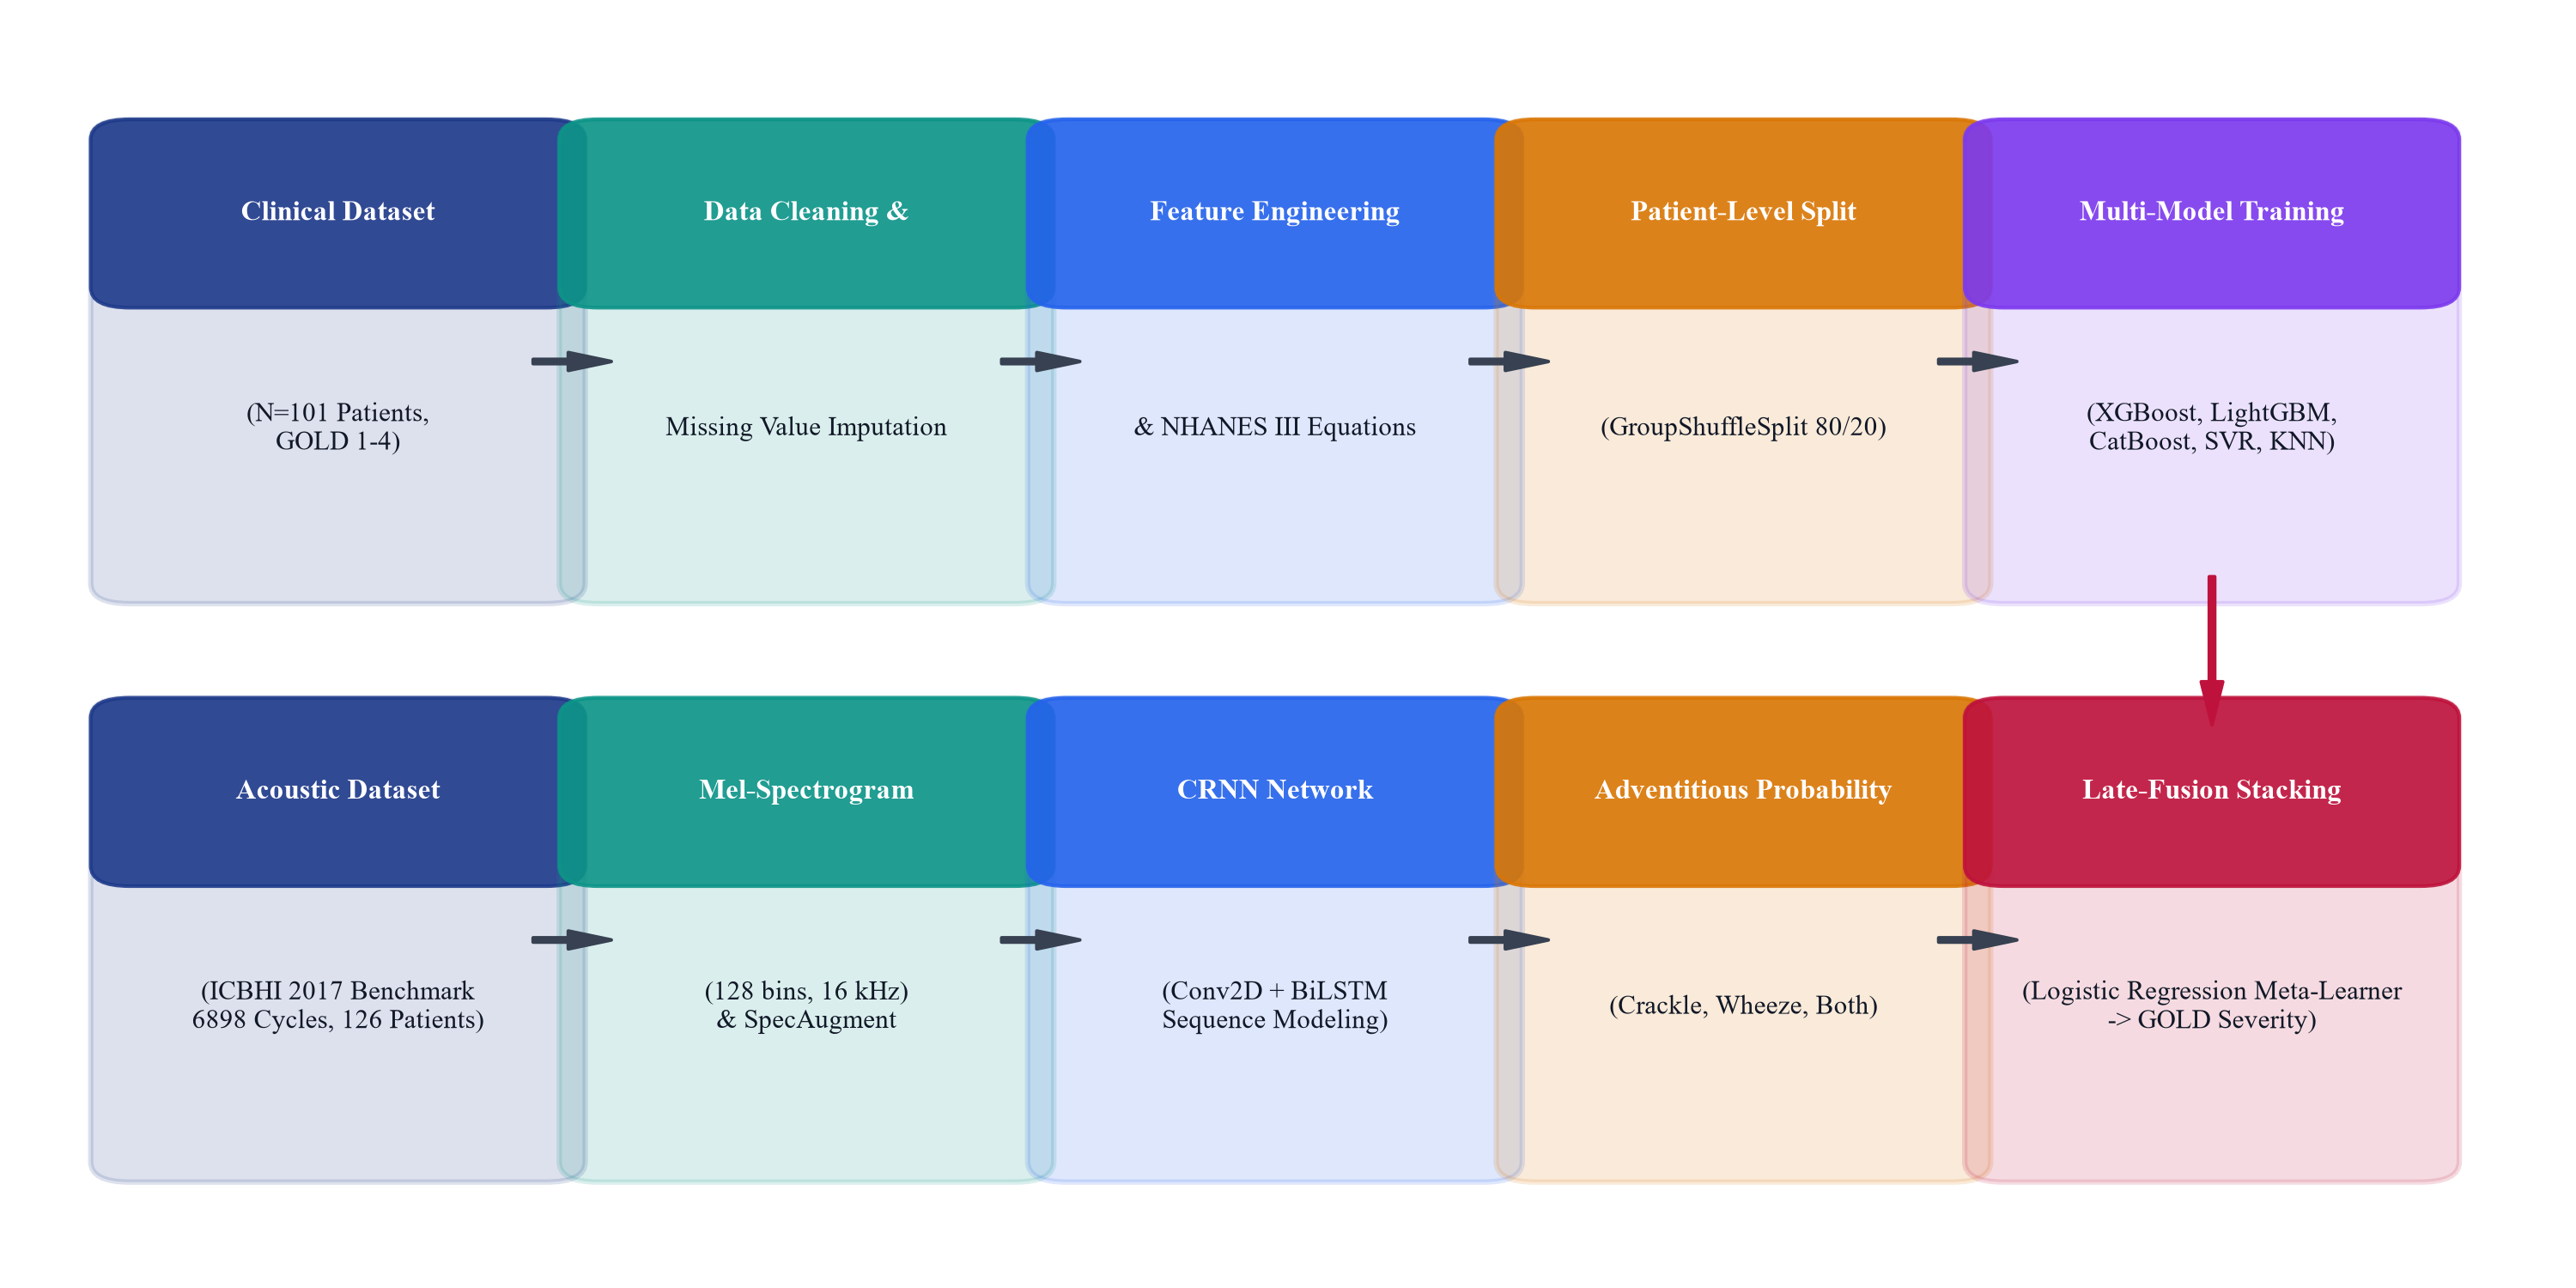 Clinical Dataset
(N=101 Patients,
GOLD 1-4)
Data Cleaning &
Missing Value Imputation
Feature Engineering
& NHANES III Equations
Patient-Level Split
(GroupShuffleSplit 80/20)
Multi-Model Training
(XGBoost, LightGBM,
CatBoost, SVR, KNN)
Acoustic Dataset
(ICBHI 2017 Benchmark
6898 Cycles, 126 Patients)
Mel-Spectrogram
(128 bins, 16 kHz)
& SpecAugment
CRNN Network
(Conv2D + BiLSTM
Sequence Modeling)
Adventitious Probability
(Crackle, Wheeze, Both)
Late-Fusion Stacking
(Logistic Regression Meta-Learner
-> GOLD Severity)